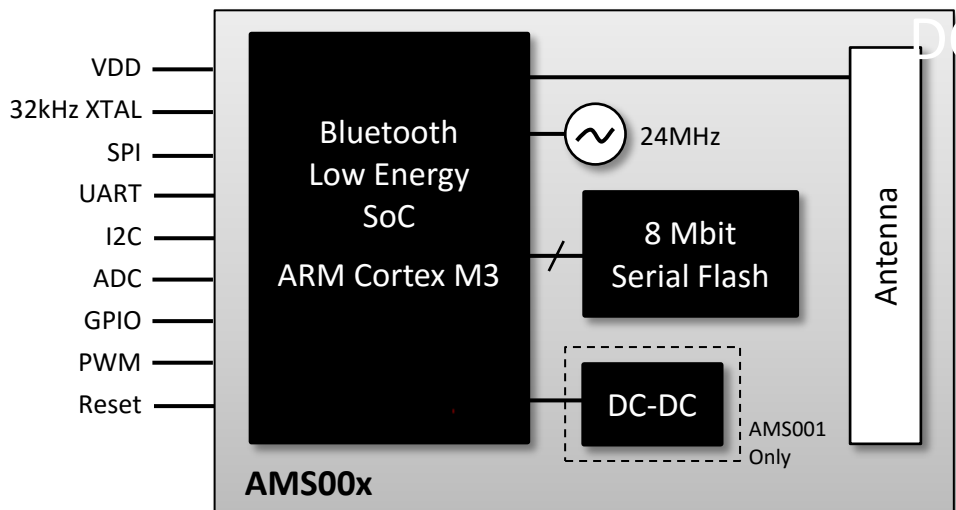 VDD
32kHz XTAL
SPI
UART
I2C
ADC
GPIO
PWM
Reset
Bluetooth
Low Energy
SoC
ARM Cortex M3
24MHz
8 Mbit
Serial Flash
DC-DC
AMS001
Only
Antenna
AMS00x